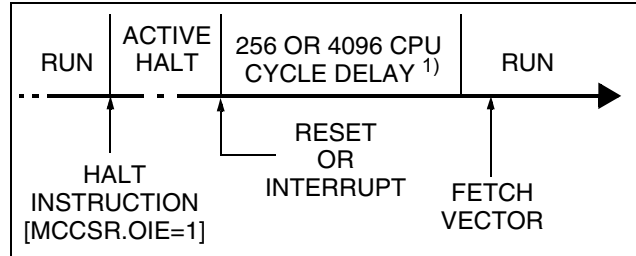 RUN
ACTIVE
HALT
256 OR 4096 CPU
CYCLE DELAY 1)
RUN
HALT
INSTRUCTION
[MCCSR.OIE=1]
RESET
OR
INTERRUPT
FETCH
VECTOR